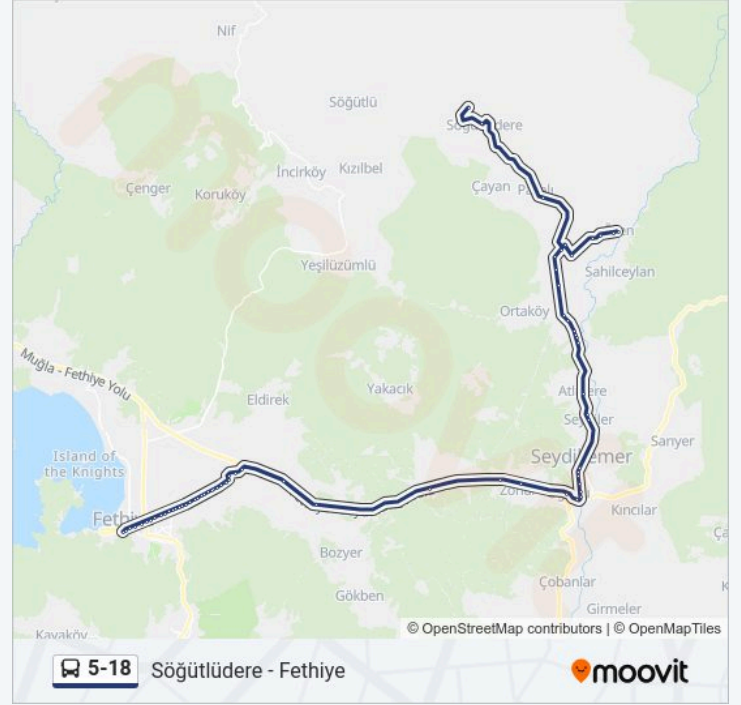 Nif
Söğütlü
İncirköy
Kızılbel
Çenger
Koruköy
Çayan
Yeşilüzümlü
Sahilceylan
Ortaköy
Muğla - Fethiye Yolu
Eldirek
Yakacık
Island of
the Knights
Seydikemer
Sarıyer
Kıncılar
Bozyer
Gökben
Çobanlar
Girmeler
Kayaköy
© OpenStreetMap contributors | © OpenMapTiles
5-18 Söğütlüdere - Fethiye
moovit